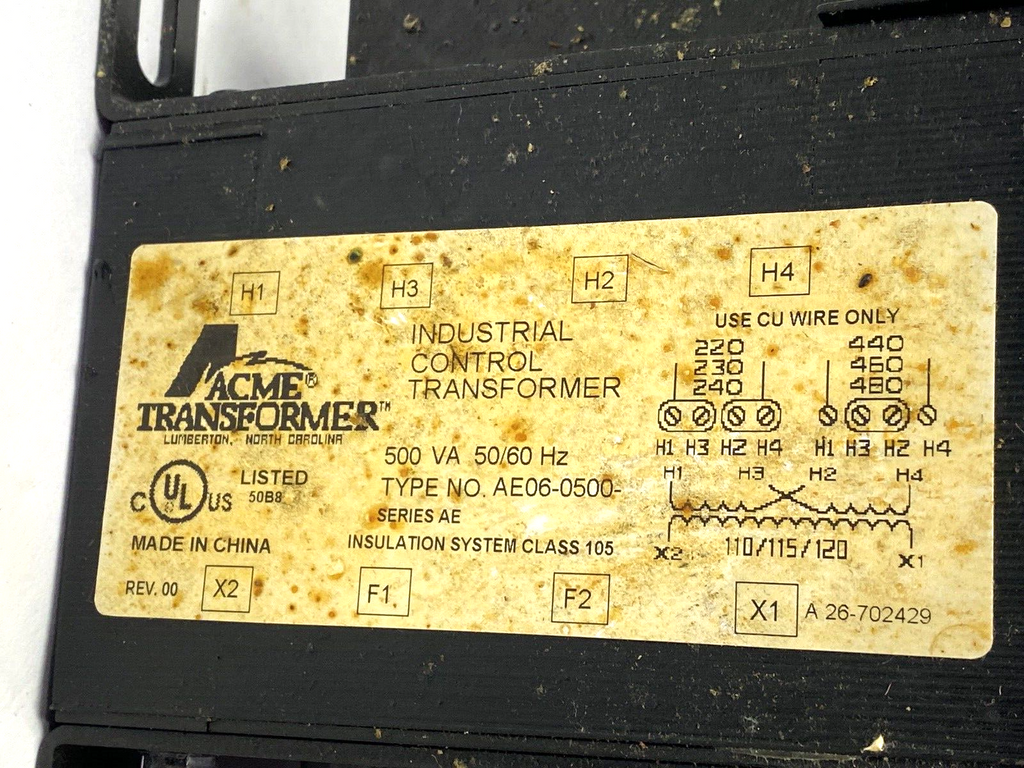 H1 H3 H2 H4
ACME®
TRANSFORMER™
LUMBERTON, NORTH CAROLINA
INDUSTRIAL
CONTROL
TRANSFORMER
500 VA 50/60 Hz
TYPE NO. AE06-0500-
SERIES AE
INSULATION SYSTEM CLASS 105
C UL US
®
LISTED
50B8
MADE IN CHINA
REV. 00
USE CU WIRE ONLY
220
230
240
H1 H3 H2 H4
440
460
480
H1 H3 H2 H4
H1 H3 H2 H4
X2 110/115/120 X1
X2 F1 F2 X1
A 26-702429